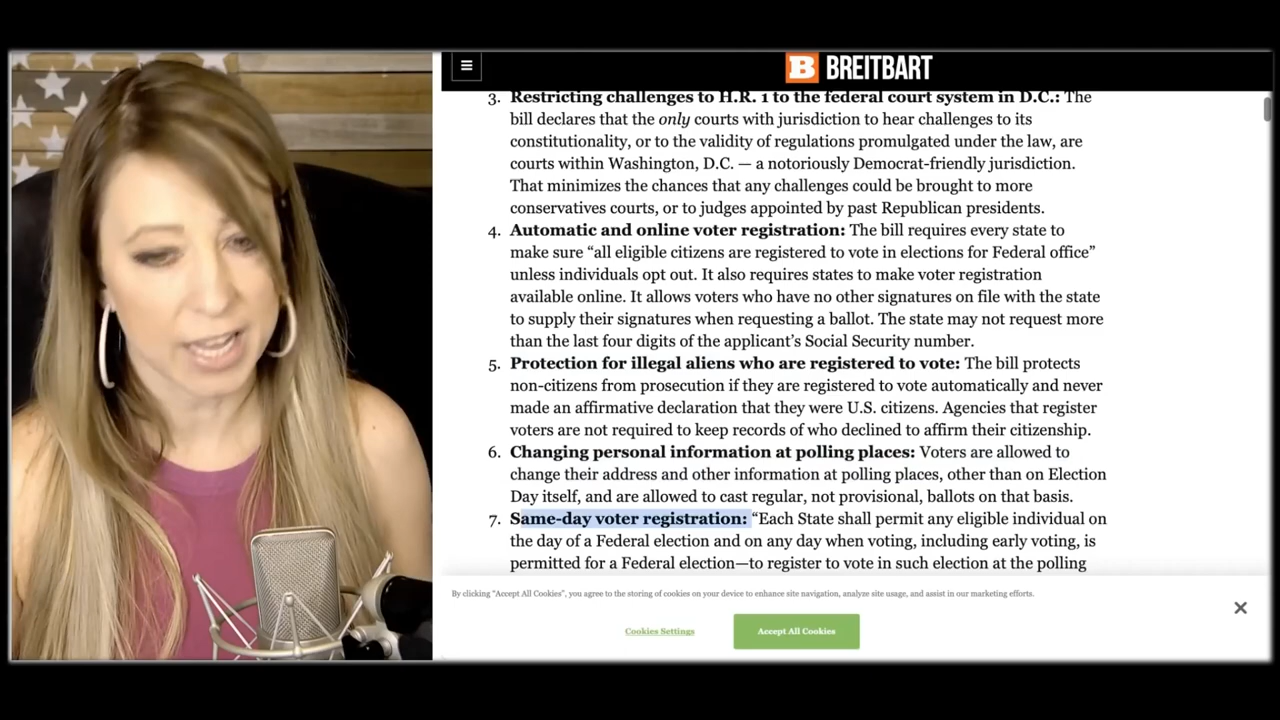 BREITBART
3. Restricting challenges to H.R. 1 to the federal court system in D.C.: The
bill declares that the only courts with jurisdiction to hear challenges to its
constitutionality, or to the validity of regulations promulgated under the law, are
courts within Washington, D.C. — a notoriously Democrat-friendly jurisdiction.
That minimizes the chances that any challenges could be brought to more
conservatives courts, or to judges appointed by past Republican presidents.
4. Automatic and online voter registration: The bill requires every state to
make sure “all eligible citizens are registered to vote in elections for Federal office”
unless individuals opt out. It also requires states to make voter registration
available online. It allows voters who have no other signatures on file with the state
to supply their signatures when requesting a ballot. The state may not request more
than the last four digits of the applicant’s Social Security number.
5. Protection for illegal aliens who are registered to vote: The bill protects
non-citizens from prosecution if they are registered to vote automatically and never
made an affirmative declaration that they were U.S. citizens. Agencies that register
voters are not required to keep records of who declined to affirm their citizenship.
6. Changing personal information at polling places: Voters are allowed to
change their address and other information at polling places, other than on Election
Day itself, and are allowed to cast regular, not provisional, ballots on that basis.
7. Same-day voter registration: “Each State shall permit any eligible individual on
the day of a Federal election and on any day when voting, including early voting, is
permitted for a Federal election—to register to vote in such election at the polling
By clicking “Accept All Cookies”, you agree to the storing of cookies on your device to enhance site navigation, analyze site usage, and assist in our marketing efforts.
Cookies Settings
Accept All Cookies